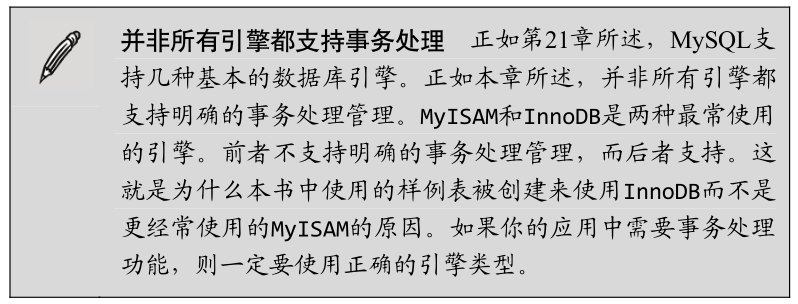 并非所有引擎都支持事务处理 正如第21章所述，MySQL支
持几种基本的数据库引擎。正如本章所述，并非所有引擎都
支持明确的事务处理管理。MyISAM和InnoDB是两种最常使用
的引擎。前者不支持明确的事务处理管理，而后者支持。这
就是为什么本书中使用的样例表被创建来使用InnoDB而不是
更经常使用的MyISAM的原因。如果你的应用中需要事务处理
功能，则一定要使用正确的引擎类型。